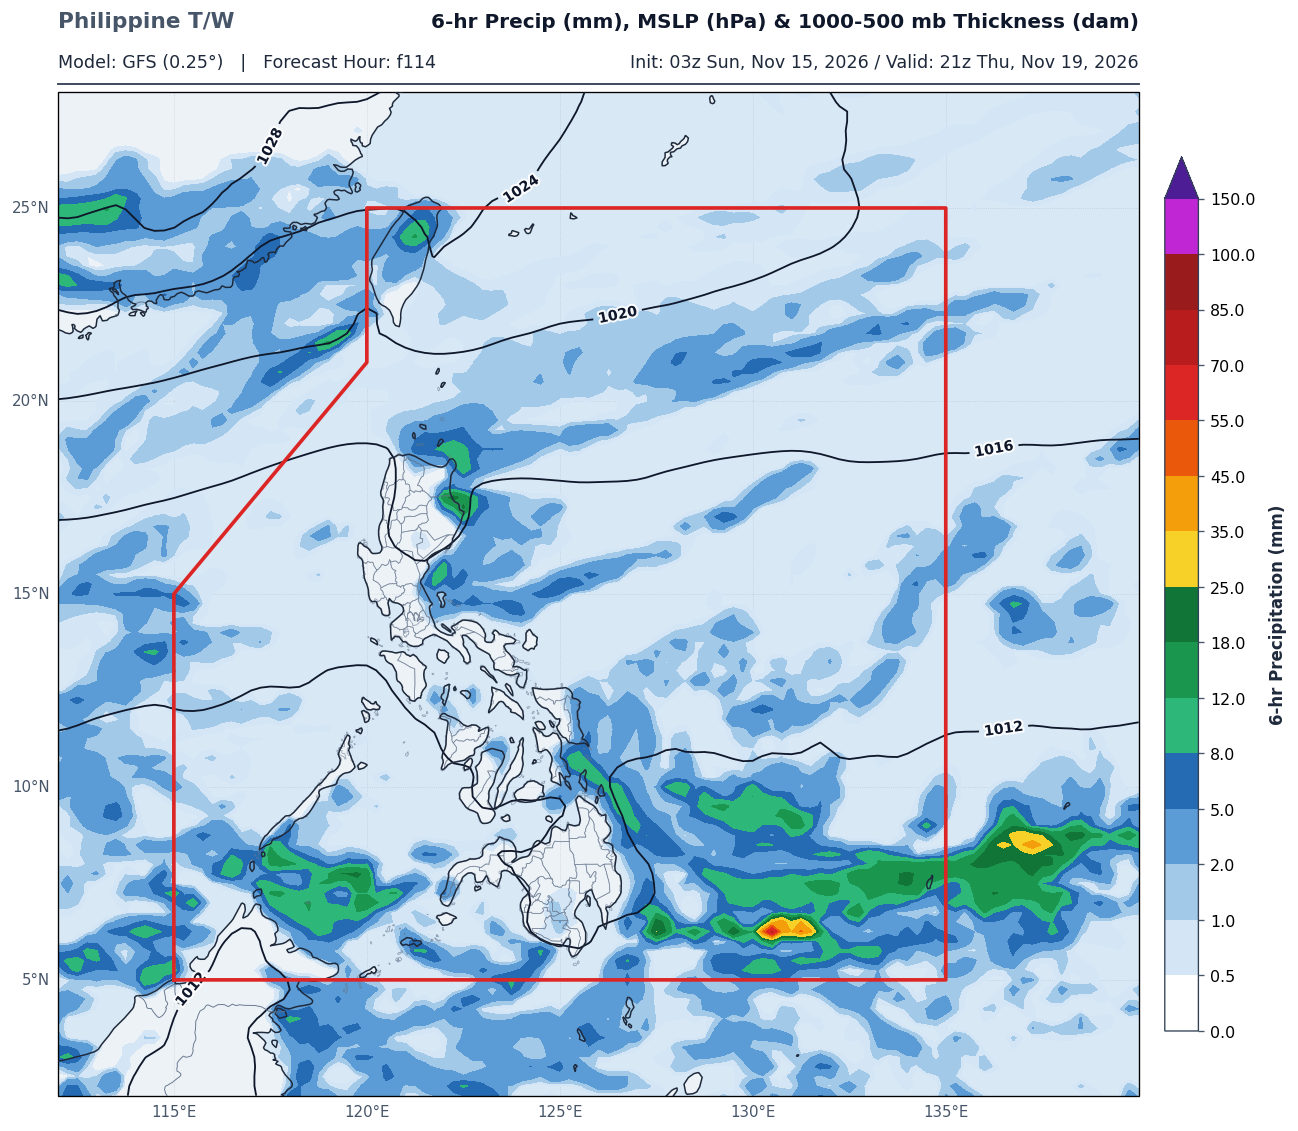 Philippine T/W
6-hr Precip (mm), MSLP (hPa) & 1000-500 mb Thickness (dam)
Model: GFS (0.25°) | Forecast Hour: f114
Init: 03z Sun, Nov 15, 2026 / Valid: 21z Thu, Nov 19, 2026
1028
1024
1020
1016
1012
1012
25°N
20°N
15°N
10°N
5°N
115°E
120°E
125°E
130°E
135°E
150.0
100.0
85.0
70.0
55.0
45.0
35.0
25.0
18.0
12.0
8.0
5.0
2.0
1.0
0.5
0.0
6-hr Precipitation (mm)